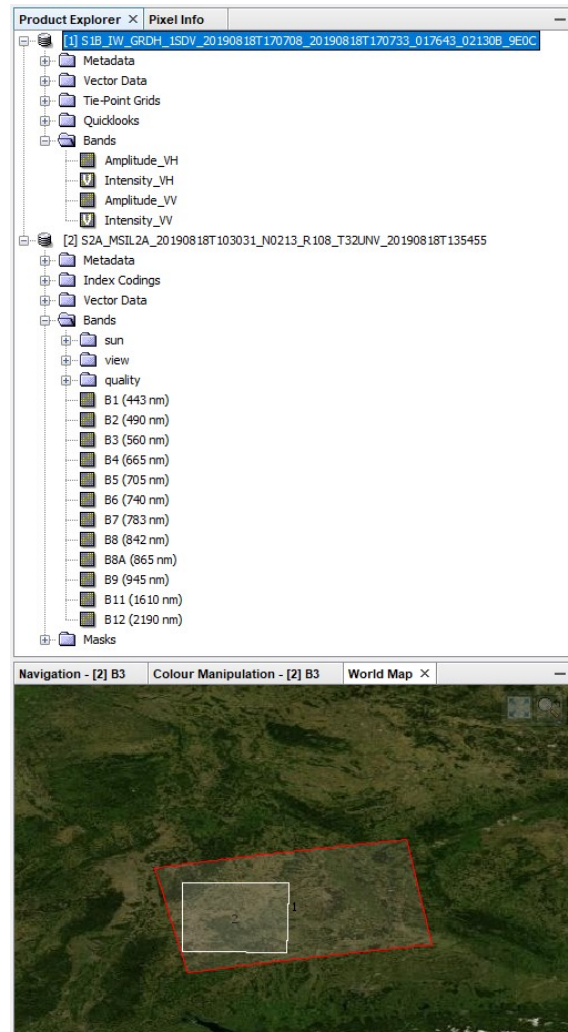 Product Explorer × Pixel Info
[1] S1B_IW_GRDH_1SDV_20190818T170708_20190818T170733_017643_02130B_9E0C
Metadata
Vector Data
Tie-Point Grids
Quicklooks
Bands
Amplitude_VH
Intensity_VH
Amplitude_VV
Intensity_VV
[2] S2A_MSIL2A_20190818T103031_N0213_R108_T32UNV_20190818T135455
Metadata
Index Codings
Vector Data
Bands
sun
view
quality
B1 (443 nm)
B2 (490 nm)
B3 (560 nm)
B4 (665 nm)
B5 (705 nm)
B6 (740 nm)
B7 (783 nm)
B8 (842 nm)
B8A (865 nm)
B9 (945 nm)
B11 (1610 nm)
B12 (2190 nm)
Masks
Navigation - [2] B3 Colour Manipulation - [2] B3 World Map ×
1
2